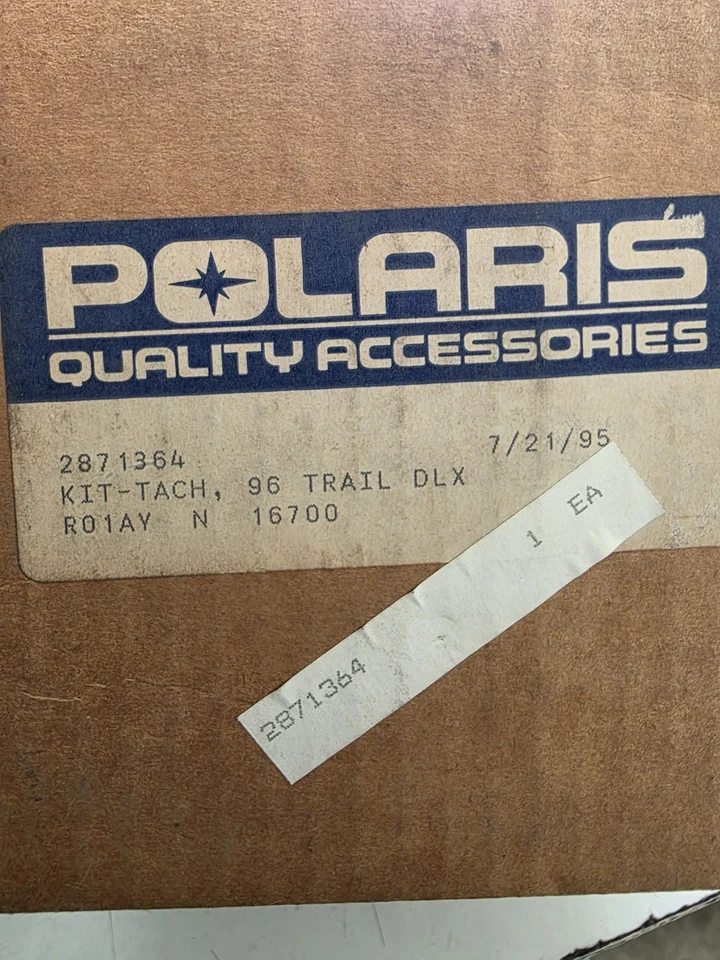 POLARIS
QUALITY ACCESSORIES
2871364 7/21/95
KIT-TACH, 96 TRAIL DLX
R01AY N 16700
2871364 1 EA